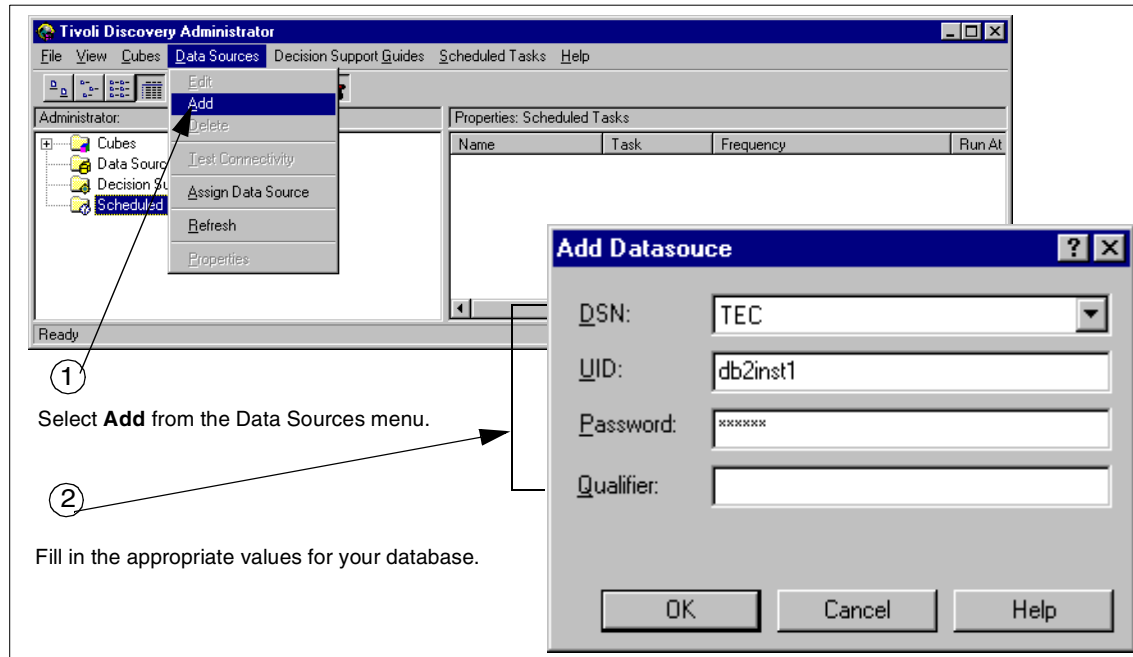 Tivoli Discovery Administrator
File View Cubes Data Sources Decision Support Guides Scheduled Tasks Help
Edit
Add
Delete
Test Connectivity
Assign Data Source
Refresh
Properties
Administrator:
Cubes
Data Sourc
Decision Su
Scheduled
Properties: Scheduled Tasks
Name Task Frequency Run At
Ready
1
Select Add from the Data Sources menu.
2
Fill in the appropriate values for your database.
Add Datasouce
DSN: TEC
UID: db2inst1
Password: ××××××
Qualifier:
OK Cancel Help